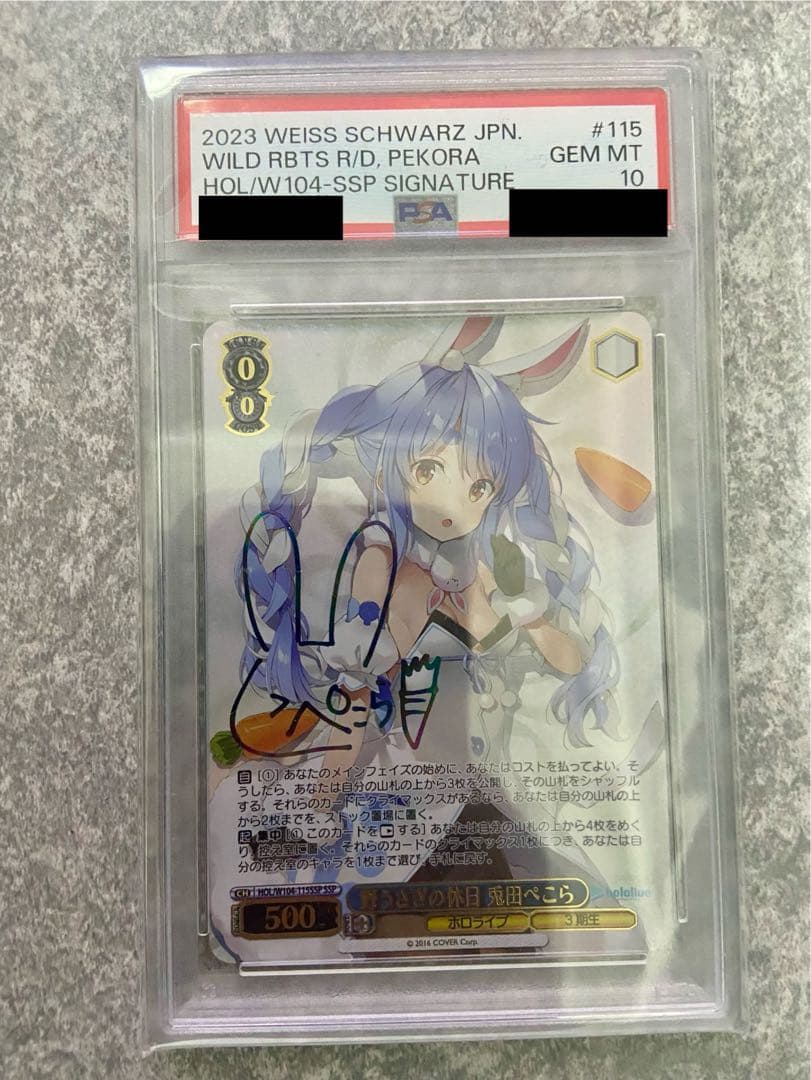 2023 WEISS SCHWARZ JPN. #115
WILD RBTS R/D, PEKORA GEM MT
HOL/W104-SSP SIGNATURE 10
PSA
0
0
ぺこら
自 [①] あなたのメインフェイズの始めに、あなたはコストを払ってよい。そ
うしたら、あなたは自分の山札の上から3枚を公開し、その山札をシャッフル
する。それらのカードにクライマックスがあるなら、あなたは自分の山札の上
から2枚までを、ストック置場に置く。
起 集中 [① このカードを する] あなたは自分の山札の上から4枚をめく
り、控え室に置く。それらのカードのクライマックス1枚につき、あなたは自
分の控え室のキャラを1枚まで選び、手札に戻す。
CH HOL/W104-115SSP SSP
野うさぎの休日 兎田ぺこら
hololive
500
ホロライブ
3期生
© 2016 COVER Corp.